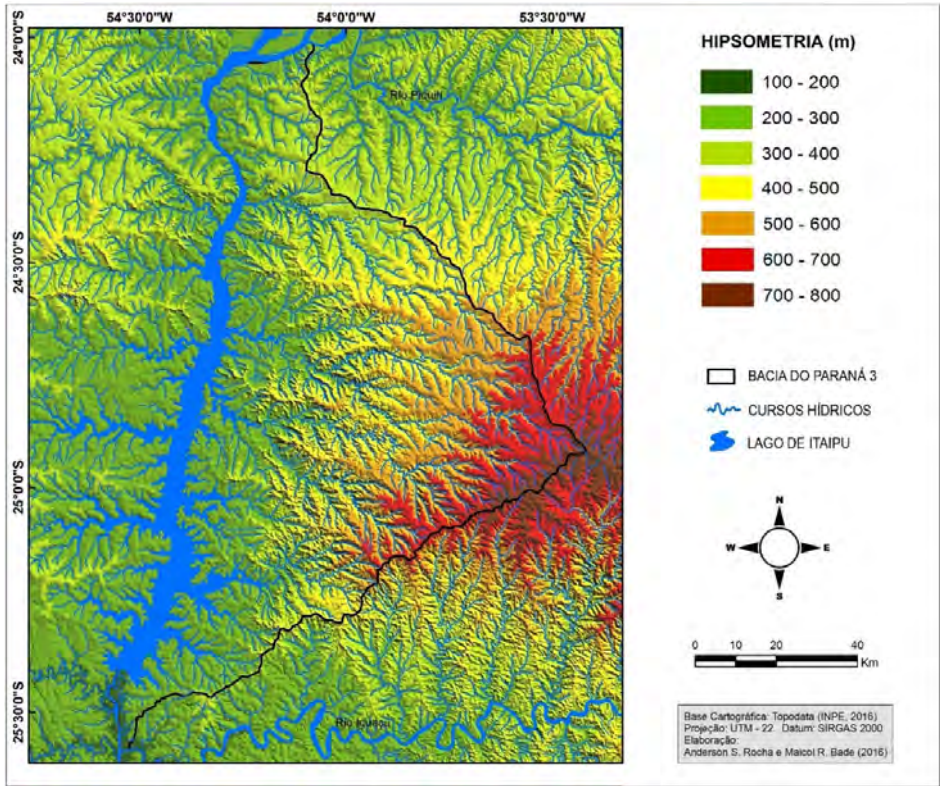 54°30'0"S 54°0'0"S 53°30'0"S
24°0'0"S
24°30'0"S
25°0'0"S
25°30'0"S
Rio Piquiri
Rio Iguaçu
HIPSOMETRIA (m)
100 - 200
200 - 300
300 - 400
400 - 500
500 - 600
600 - 700
700 - 800
BACIA DO PARANÁ 3
CURSOS HÍDRICOS
LAGO DE ITAIPU
N
W E
S
0 10 20 40
Km
Base Cartográfica: Topodata (INPE, 2016)
Projeção: UTM - 22 Datum: SIRGAS 2000
Elaboração:
Anderson S. Rocha e Maicol R. Bade (2016)